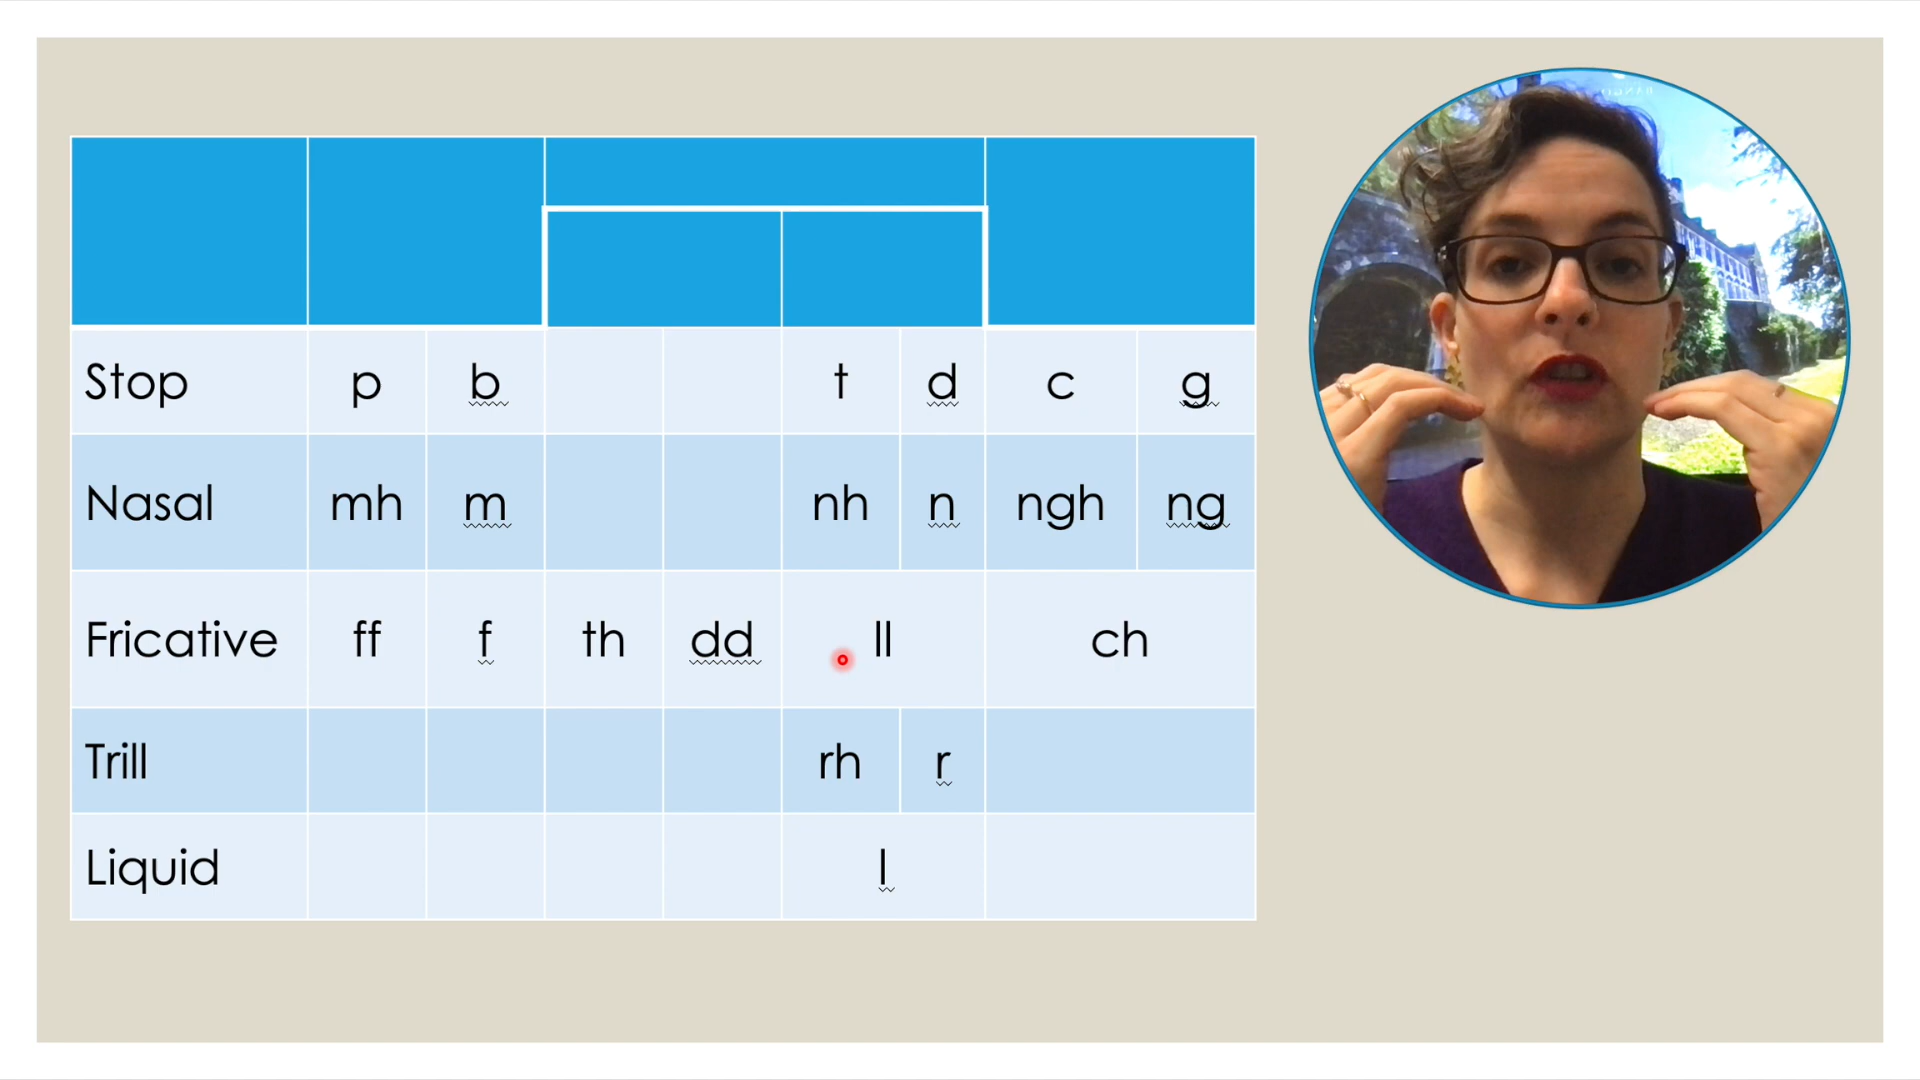 Stop p b t d c g
Nasal mh m nh n ngh ng
Fricative ff f th dd ll ch
Trill rh r
Liquid l